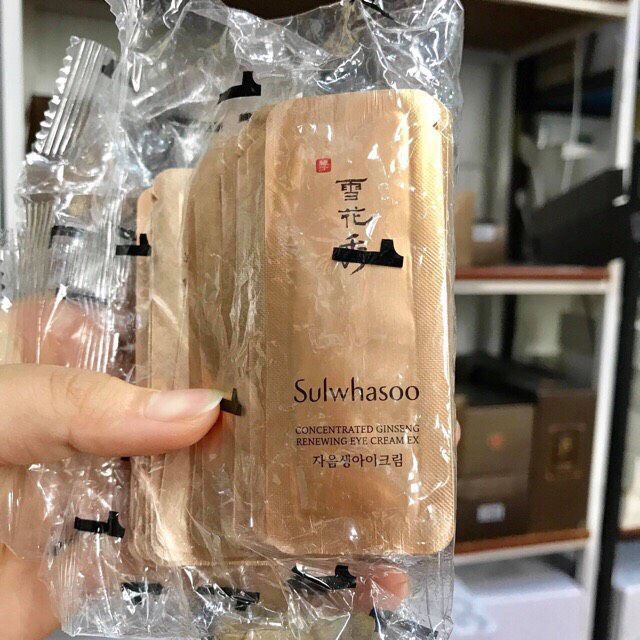 雪
花
秀
Sulwhasoo
CONCENTRATED GINSENG
RENEWING EYE CREAM EX
자음생아이크림